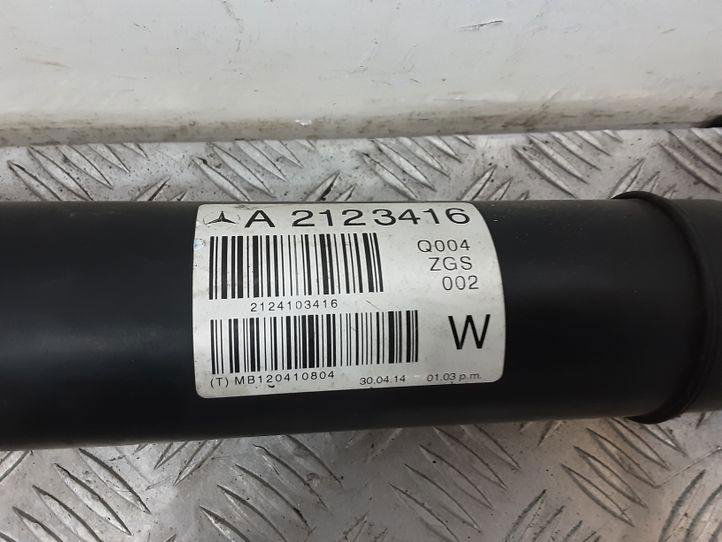 A 2123416
Q004
ZGS
002
2124103416
W
(T) MB120410804
30.04.14 01.03 p.m.